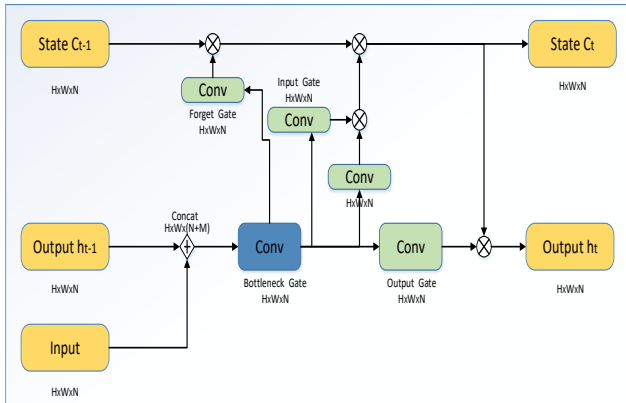 State Ct-1
HxWxN
Conv
Forget Gate
HxWxN
Input Gate
HxWxN
Conv
Conv
HxWxN
State Ct
HxWxN
Output ht-1
HxWxN
Concat
HxWx(N+M)
+
Conv
Bottleneck Gate
HxWxN
Conv
Output Gate
HxWxN
Output ht
HxWxN
Input
HxWxN